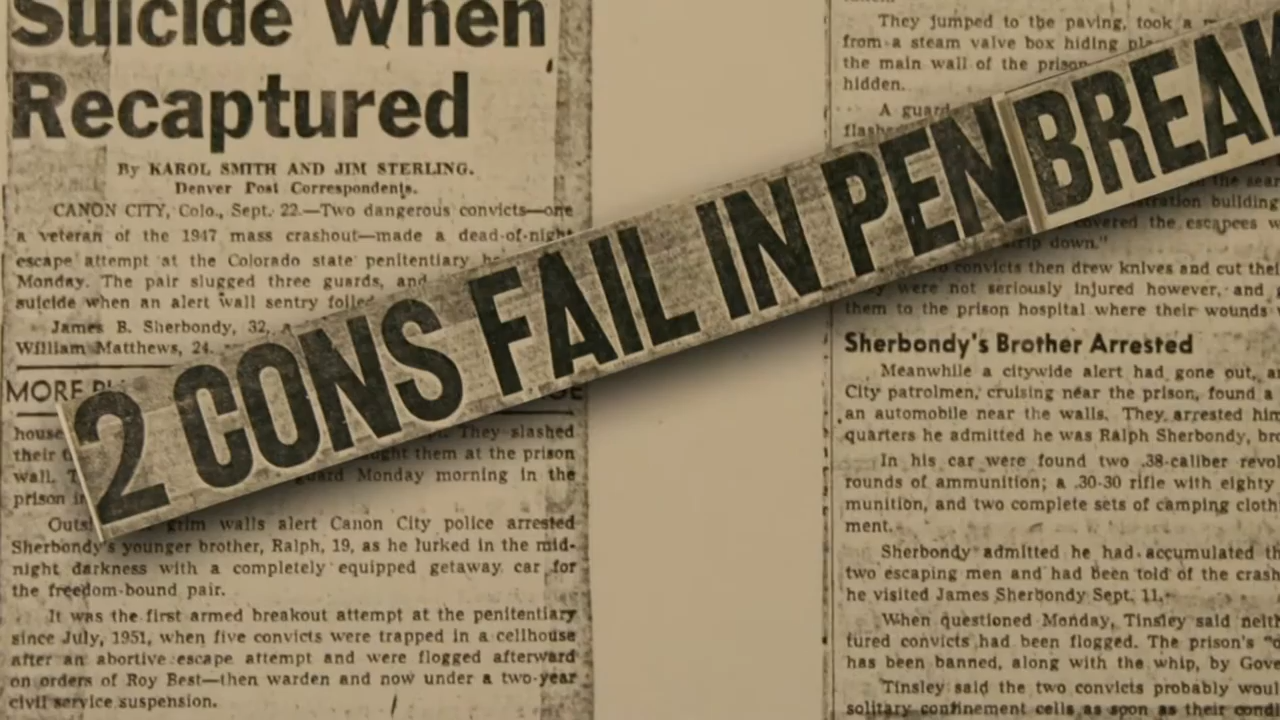 Suicide When
Recaptured
By KAROL SMITH AND JIM STERLING.
Denver Post Correspondents.
CANON CITY, Colo., Sept. 22.—Two dangerous convicts—one
a veteran of the 1947 mass crashout—made a dead-of-night
escape attempt at the Colorado state penitentiary
Monday. The pair slugged three guards, and
suicide when an alert wall sentry foiled
James B. Sherbondy, 32,
William Matthews, 24.
MORE
house
their
wall.
prison
They slashed
them at the prison
guard Monday morning in the
grim walls alert Canon City police arrested
Sherbondy's younger brother, Ralph, 19, as he lurked in the mid-
night darkness with a completely equipped getaway car for
the freedom-bound pair.
It was the first armed breakout attempt at the penitentiary
since July, 1951, when five convicts were trapped in a cellhouse
after an abortive escape attempt and were flogged afterward
on orders of Roy Best—then warden and now under a two-year
civil service suspension.
2 CONS FAIL IN PEN BREAK
They jumped to the paving, took a
from a steam valve box hiding
the main wall of the prison
hidden.
A guard
the sear
building
covered the escapees
down."
convicts then drew knives and cut thei
were not seriously injured however, and
them to the prison hospital where their wounds
Sherbondy's Brother Arrested
Meanwhile a citywide alert had gone out, a
City patrolmen, cruising near the prison, found a
an automobile near the walls. They arrested him
quarters he admitted he was Ralph Sherbondy, bro
In his car were found two .38-caliber revol
rounds of ammunition; a .30-30 rifle with eighty
munition, and two complete sets of camping cloth
ment.
Sherbondy admitted he had accumulated th
two escaping men and had been told of the crash
he visited James Sherbondy Sept. 11.
When questioned Monday, Tinsley said neith
tured convicts had been flogged. The prison's "o
has been banned, along with the whip, by Gove
Tinsley said the two convicts probably woul
solitary confinement cells as soon as their condi